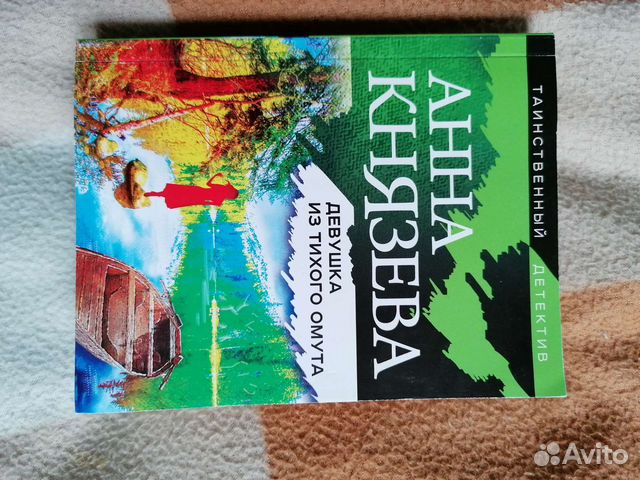 ТАИНСТВЕННЫЙ ДЕТЕКТИВ
АННА
КНЯЗЕВА
ДЕВУШКА
ИЗ ТИХОГО ОМУТА
Avito